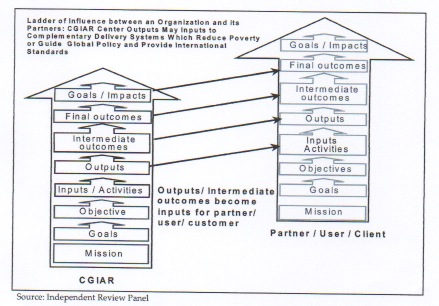 Ladder of Influence between an Organization and its
Partners: CGIAR Center Outputs May Inputs to
Complementary Delivery Systems Which Reduce Poverty
or Guide Global Policy and Provide International
Standards
Goals / Impacts
Final outcomes
Intermediate
outcomes
Outputs
Inputs / Activities
Objective
Goals
Mission
CGIAR
Outputs/ Intermediate
outcomes become
inputs for partner/
user/ customer
Goals / Impacts
Final outcomes
Intermediate
outcomes
Outputs
Inputs
Activities
Objectives
Goals
Mission
Partner / User / Client
Source: Independent Review Panel